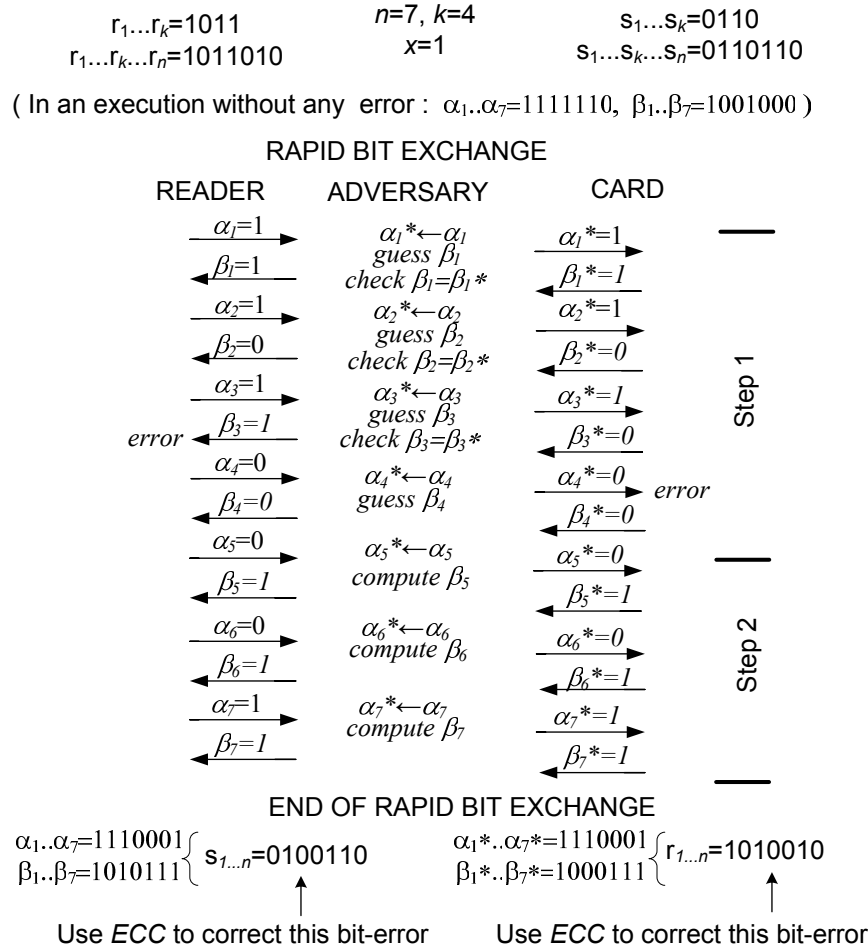 r₁...rₖ=1011
n=7, k=4
s₁...sₖ=0110
r₁...rₖ...rₙ=1011010
x=1
s₁...sₖ...sₙ=0110110
( In an execution without any error : α₁..α₇=1111110, β₁..β₇=1001000 )
RAPID BIT EXCHANGE
READER ADVERSARY CARD
α₁=1
α₁*←α₁
α₁*=1
guess β₁
β₁=1
check β₁=β₁*
β₁*=1
α₂=1
α₂*←α₂
α₂*=1
guess β₂
β₂=0
check β₂=β₂*
β₂*=0
α₃=1
α₃*←α₃
α₃*=1
guess β₃
error
β₃=1
check β₃=β₃*
β₃*=0
Step 1
α₄=0
α₄*←α₄
α₄*=0
error
guess β₄
β₄=0
β₄*=0
α₅=0
α₅*←α₅
α₅*=0
compute β₅
β₅=1
β₅*=1
α₆=0
α₆*←α₆
α₆*=0
compute β₆
β₆=1
β₆*=1
Step 2
α₇=1
α₇*←α₇
α₇*=1
compute β₇
β₇=1
β₇*=1
END OF RAPID BIT EXCHANGE
α₁..α₇=1110001
β₁..β₇=1010111
s₁...ₙ=0100110
α₁*..α₇*=1110001
β₁*..β₇*=1000111
r₁...ₙ=1010010
Use ECC to correct this bit-error
Use ECC to correct this bit-error